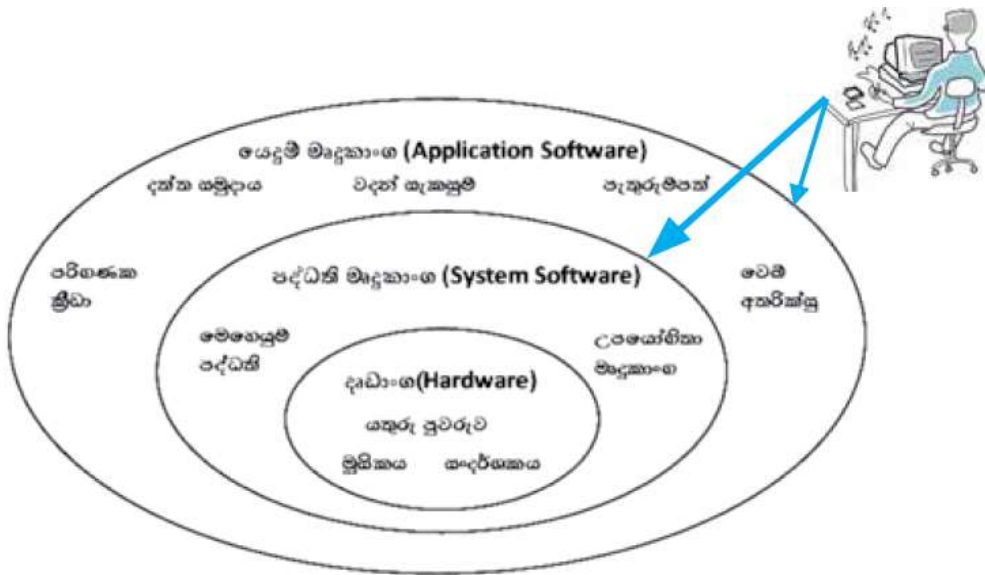 යෙදුම් මෘදුකාංග (Application Software)
දත්ත සමුදාය වදන් සැකසුම් පැතුරුම්පත්
පරිගණක
ක්‍රීඩා
වෙබ්
අතරික්සු
පද්ධති මෘදුකාංග (System Software)
මෙහෙයුම්
පද්ධති
උපයෝගිතා
මෘදුකාංග
දෘඩාංග(Hardware)
යතුරු පුවරුව
මූසිකය සංදර්ශකය